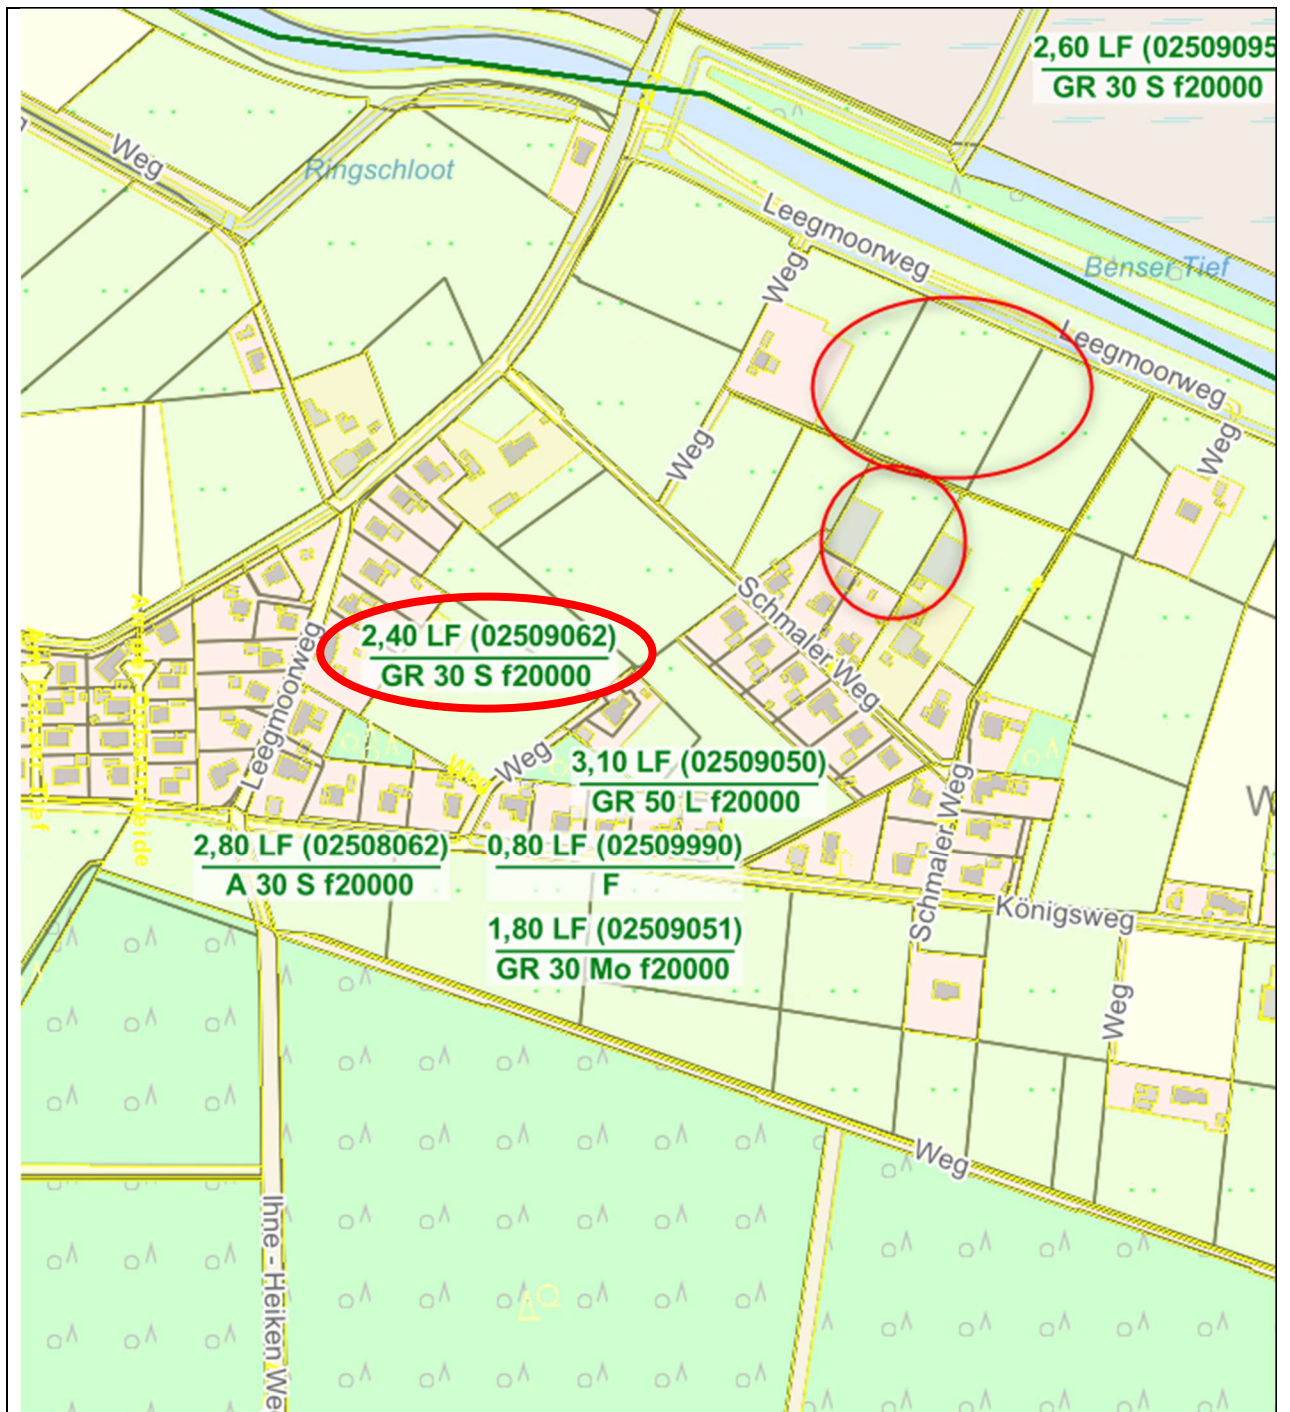 2,60 LF (02509095
GR 30 S f20000
Weg
Ringschloot
Leegmoorweg
Benser Tief
Weg
Leegmoorweg
Weg
Weg
Schmaler Weg
2,40 LF (02509062)
GR 30 S f20000
Leegmoorweg
Weg
3,10 LF (02509050)
GR 50 L f20000
Schmaler Weg
2,80 LF (02508062)
A 30 S f20000
0,80 LF (02509990)
F
Königsweg
1,80 LF (02509051)
GR 30 Mo f20000
Weg
Weg
Ihne - Heiken We